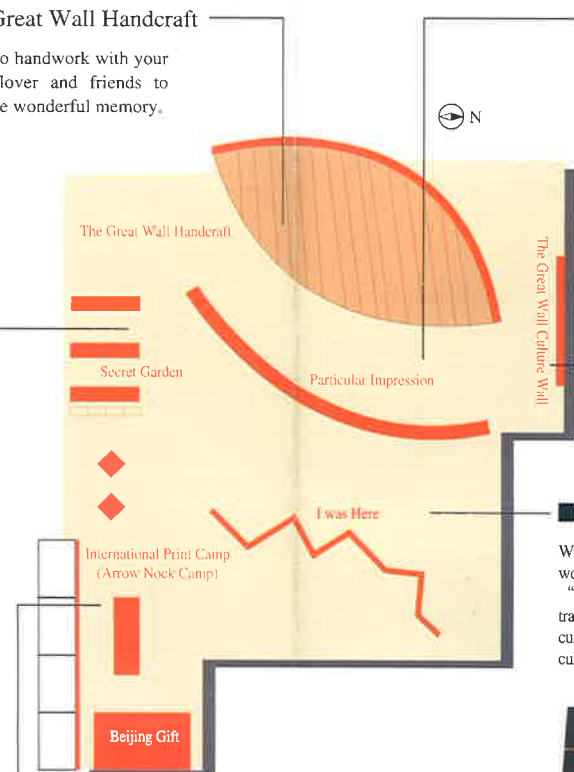 Great Wall Handcraft
o handwork with your
lover and friends to
e wonderful memory.
N
The Great Wall Handcraft
The Great Wall Culture Wall
Secret Garden
Particular Impression
I was Here
International Print Camp
(Arrow Nock Camp)
Beijing Gift
W
wo
"
tra
cu
cul